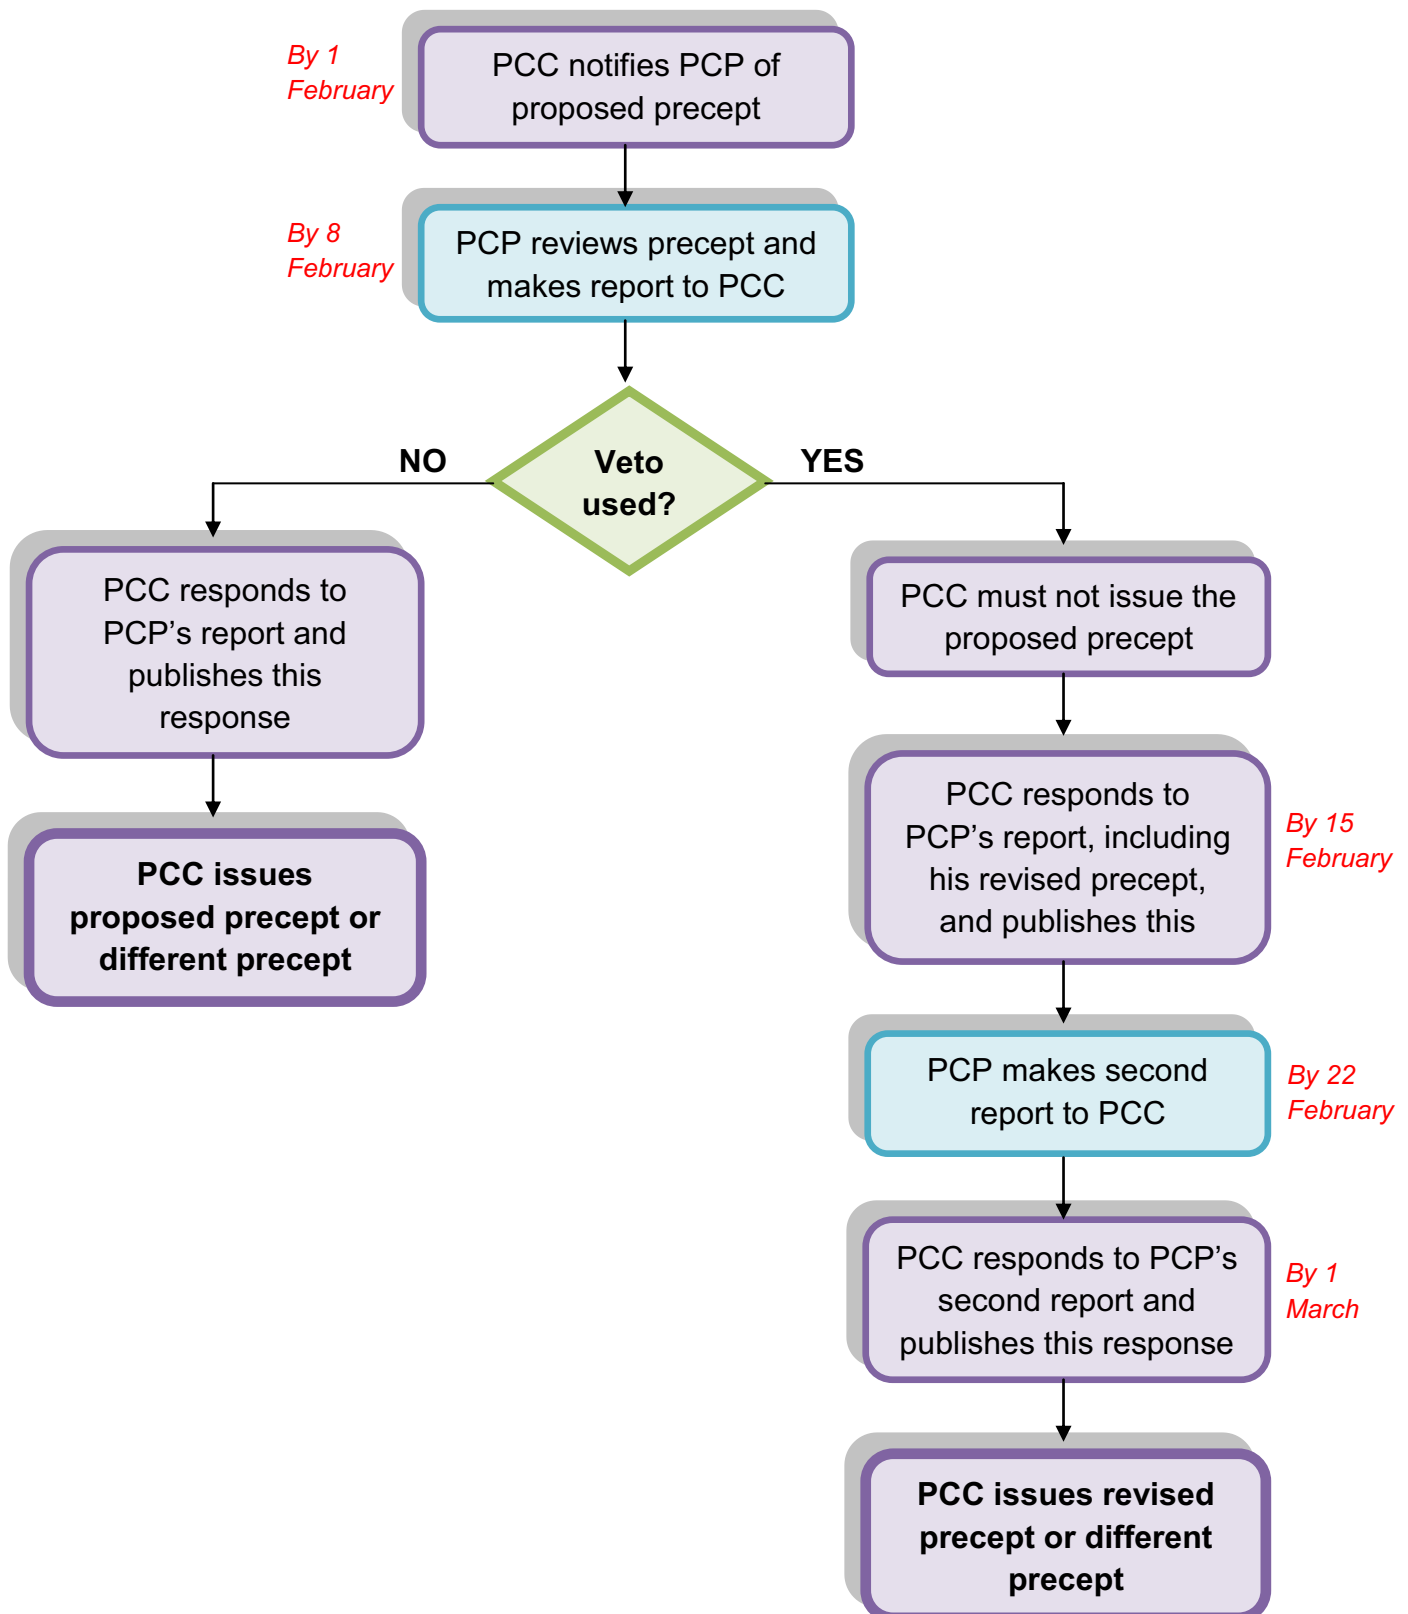 By 1
February
PCC notifies PCP of
proposed precept
By 8
February
PCP reviews precept and
makes report to PCC
NO
Veto
used?
YES
PCC responds to
PCP’s report and
publishes this
response
PCC issues
proposed precept or
different precept
PCC must not issue the
proposed precept
PCC responds to
PCP’s report, including
his revised precept,
and publishes this
By 15
February
PCP makes second
report to PCC
By 22
February
PCC responds to PCP’s
second report and
publishes this response
By 1
March
PCC issues revised
precept or different
precept